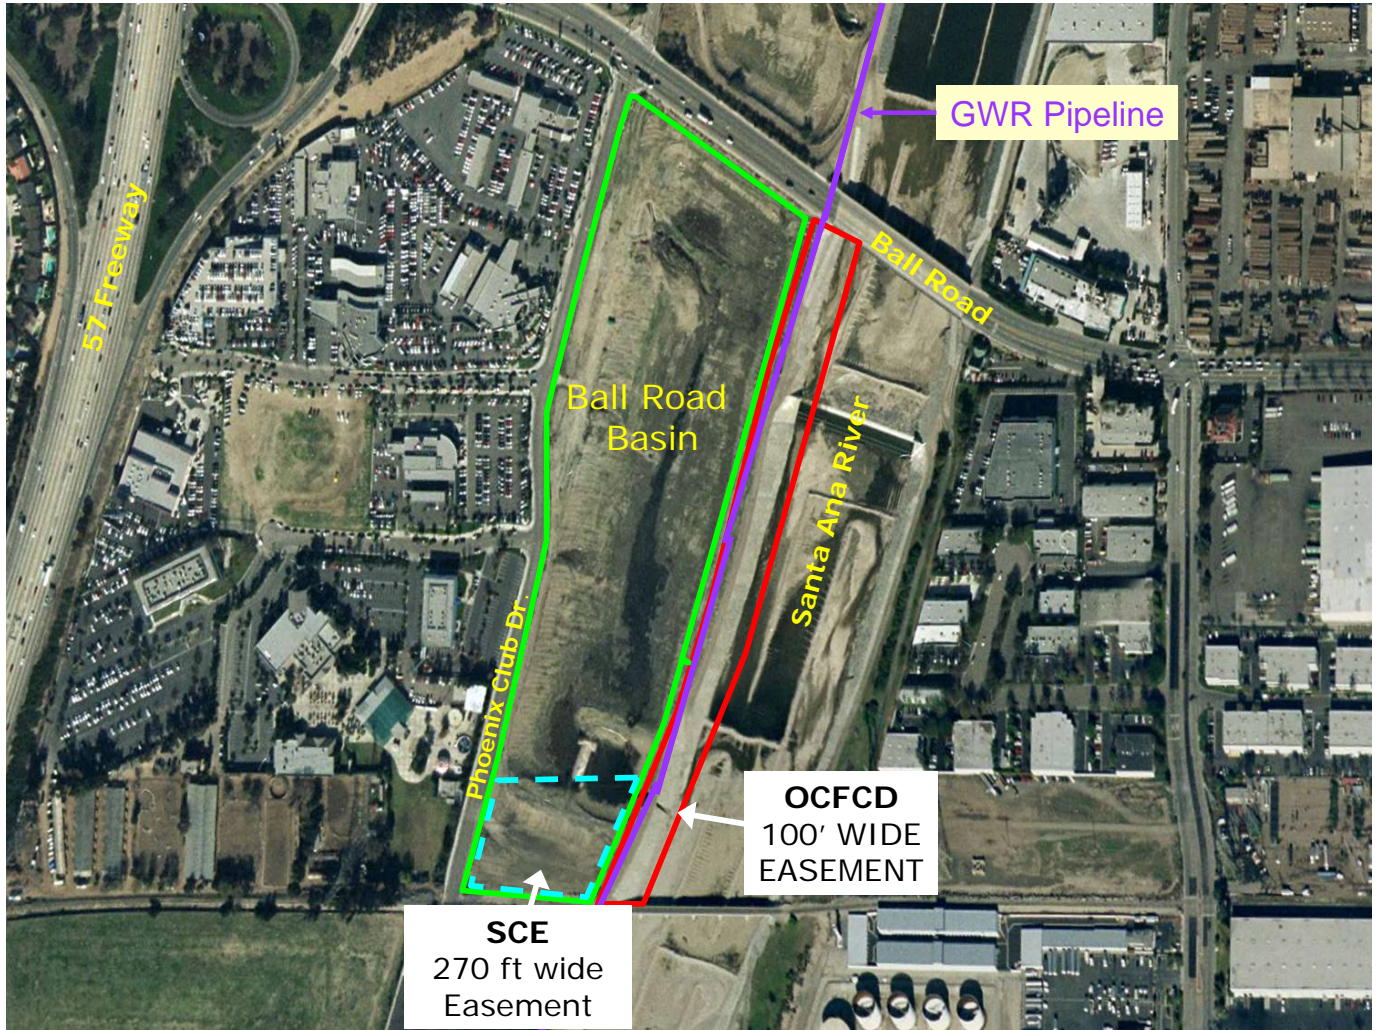 GWR Pipeline
57 Freeway
Ball Road
Ball Road
Basin
Santa Ana River
Phoenix Club Dr.
OCFCD
100' WIDE
EASEMENT
SCE
270 ft wide
Easement